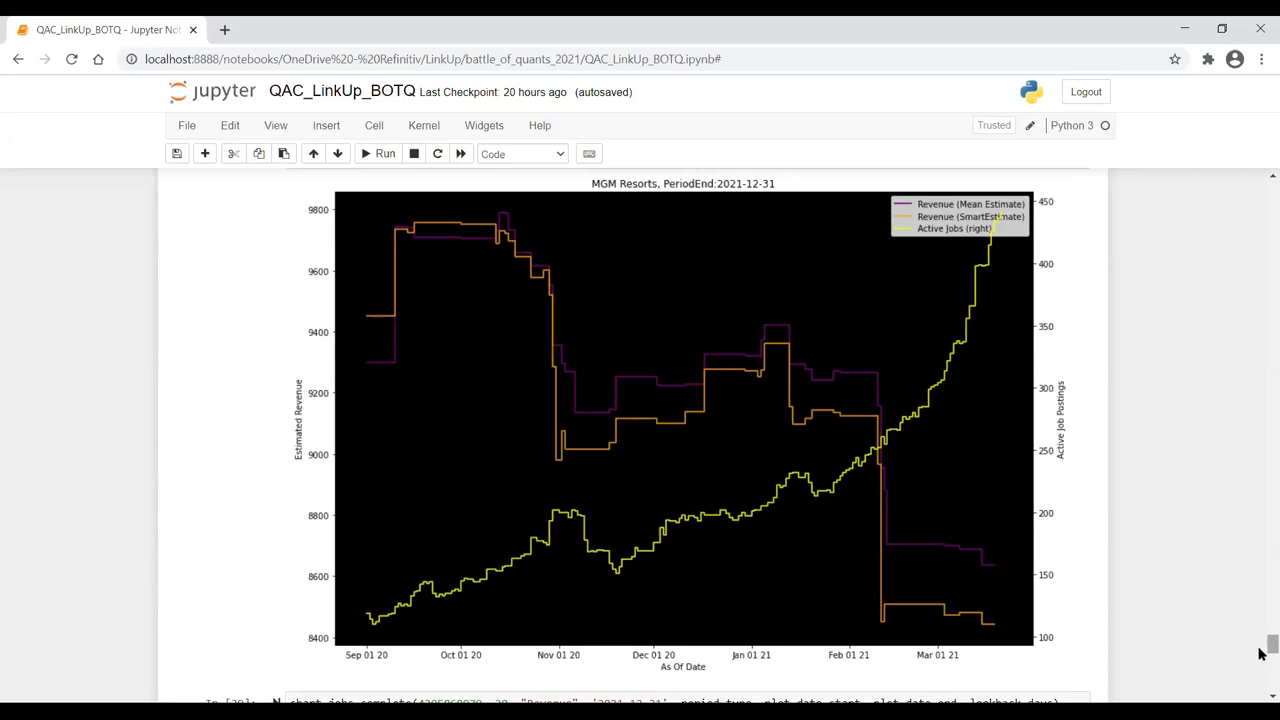 QAC_LinkUp_BOTQ - Jupyter Not
localhost:8888/notebooks/OneDrive%20-%20Refinitiv/LinkUp/battle_of_quants_2021/QAC_LinkUp_BOTQ.ipynb#
jupyter QAC_LinkUp_BOTQ Last Checkpoint: 20 hours ago (autosaved) Logout
File Edit View Insert Cell Kernel Widgets Help Trusted Python 3
Run Code
MGM Resorts, PeriodEnd:2021-12-31
Revenue (Mean Estimate)
Revenue (SmartEstimate)
Active Jobs (right)
9800
9600
9400
9200
9000
8800
8600
8400
Estimated Revenue
450
400
350
300
250
200
150
100
Active Job Postings
Sep 01 20 Oct 01 20 Nov 01 20 Dec 01 20 Jan 01 21 Feb 01 21 Mar 01 21
As Of Date